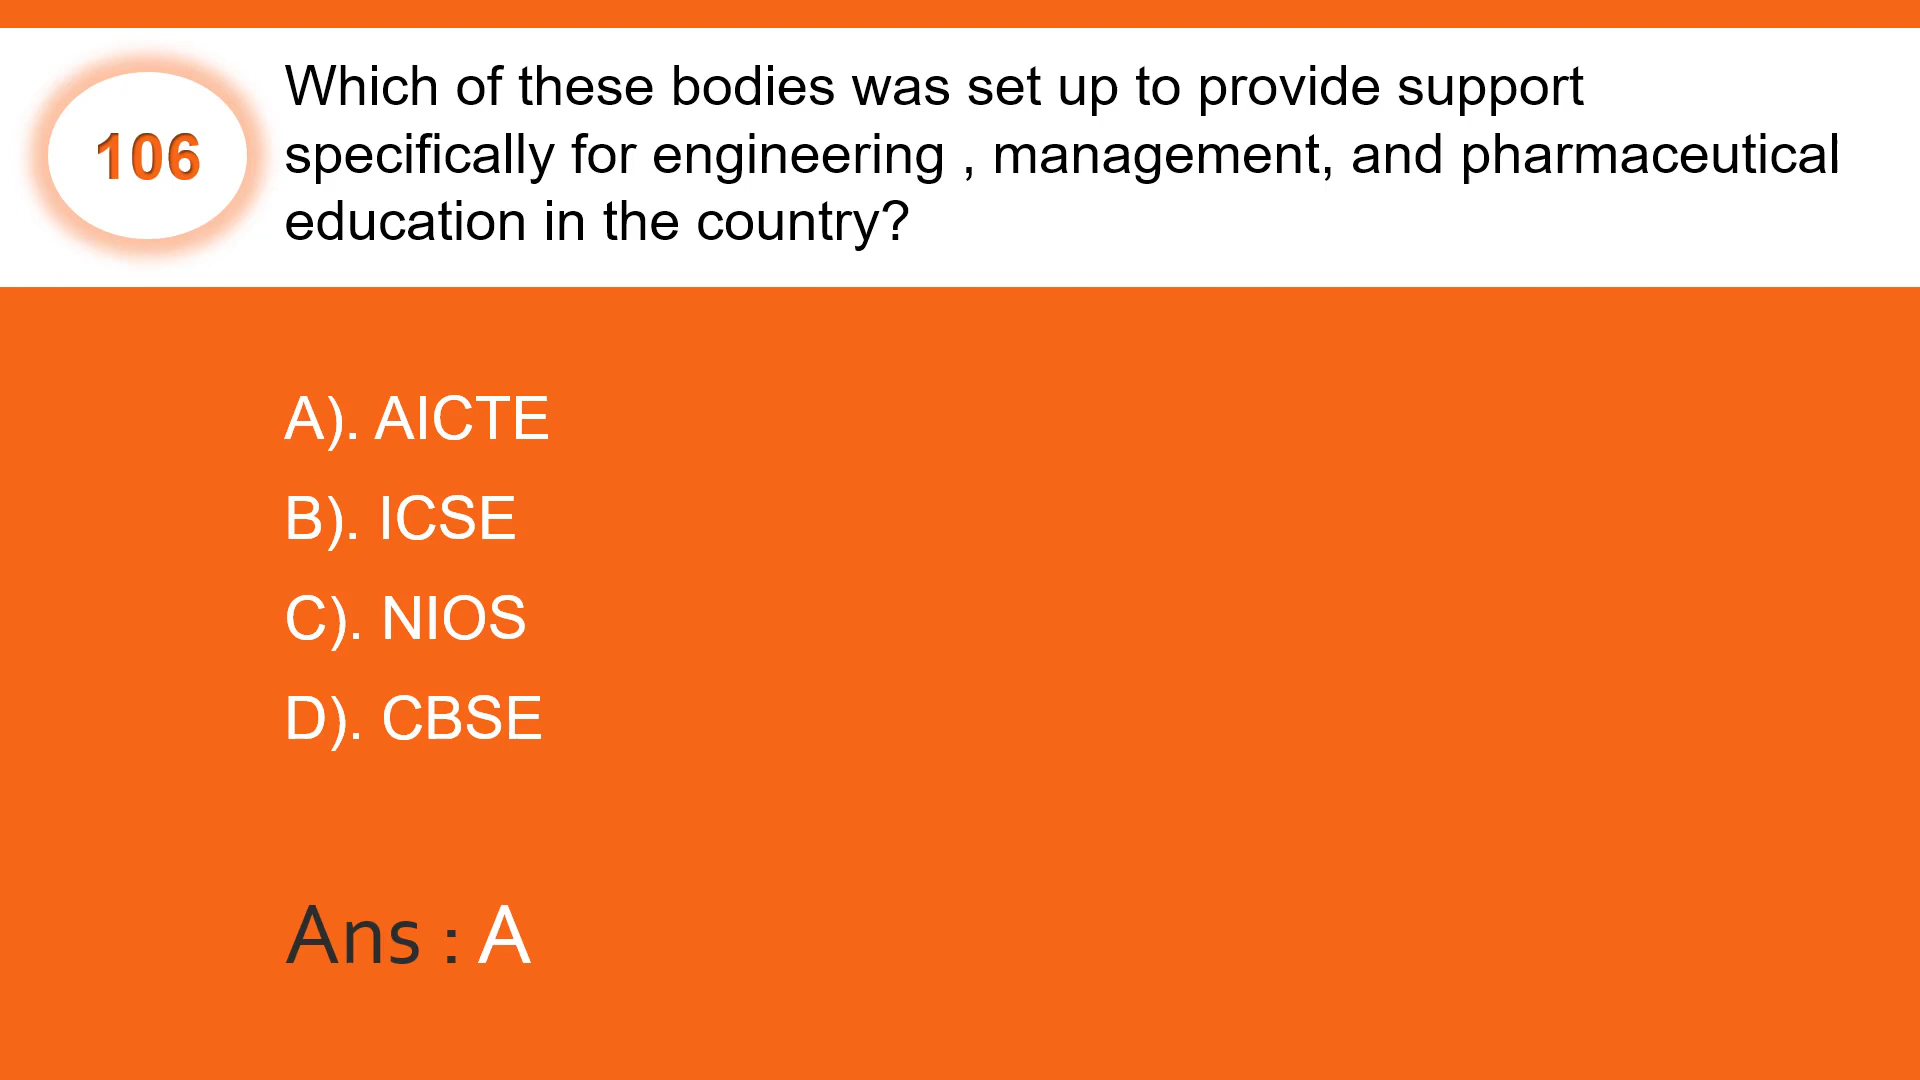 106
Which of these bodies was set up to provide support
specifically for engineering , management, and pharmaceutical
education in the country?
A). AICTE
B). ICSE
C). NIOS
D). CBSE
Ans : A